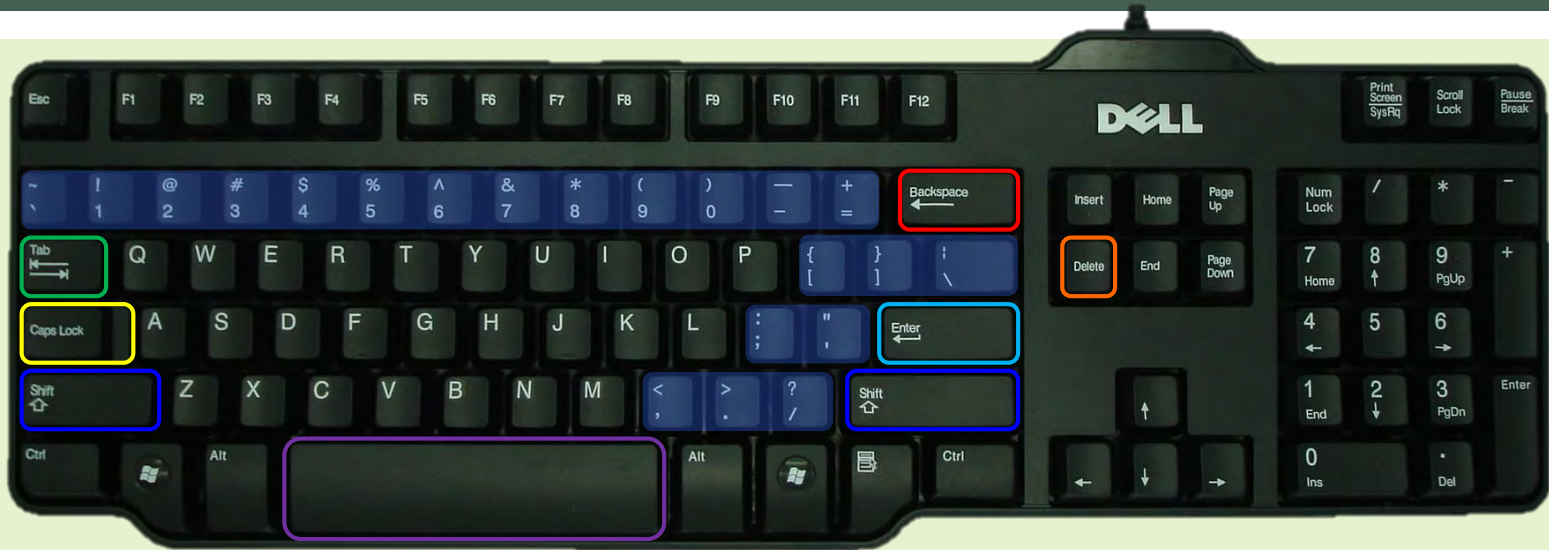 Esc F1 F2 F3 F4 F5 F6 F7 F8 F9 F10 F11 F12
DELL
Print Screen SysRq
Scroll Lock
Pause Break
~ ! @ # $ % ^ & * ( ) — +
` 1 2 3 4 5 6 7 8 9 0 – =
Backspace
Insert Home Page Up
Num Lock / * -
Tab Q W E R T Y U I O P { } ¦
[ ] \
Delete End Page Down
7 8 9 +
Home PgUp
Caps Lock A S D F G H J K L : "
; '
Enter
4 5 6
Shift Z X C V B N M < > ?
, . /
Shift
1 2 3 Enter
End PgDn
Ctrl Alt Alt Ctrl
0 .
Ins Del